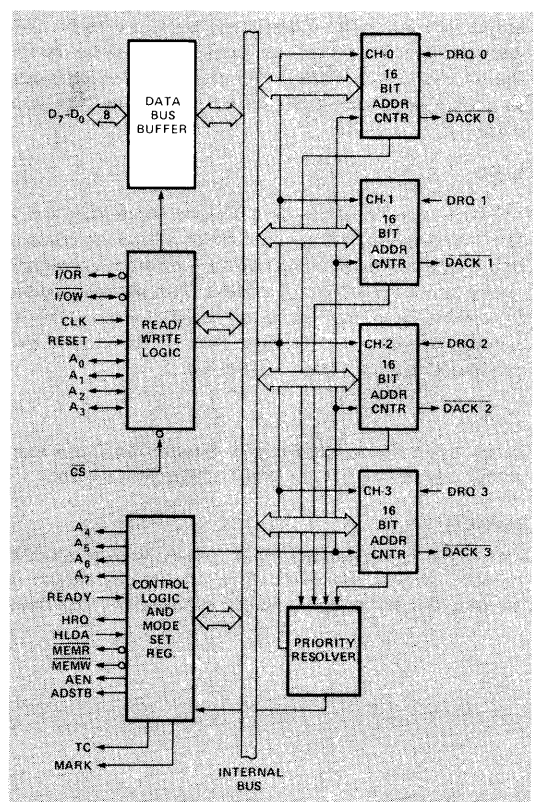 DATA
BUS
BUFFER
D7-D0
8
I/OR
I/OW
CLK
RESET
A0
A1
A2
A3
READ/
WRITE
LOGIC
CS
A4
A5
A6
A7
READY
HRQ
HLDA
MEMR
MEMW
AEN
ADSTB
CONTROL
LOGIC
AND
MODE
SET
REG
TC
MARK
INTERNAL
BUS
CH-0
16
BIT
ADDR
CNTR
DRQ 0
DACK 0
CH-1
16
BIT
ADDR
CNTR
DRQ 1
DACK 1
CH-2
16
BIT
ADDR
CNTR
DRQ 2
DACK 2
CH-3
16
BIT
ADDR
CNTR
DRQ 3
DACK 3
PRIORITY
RESOLVER